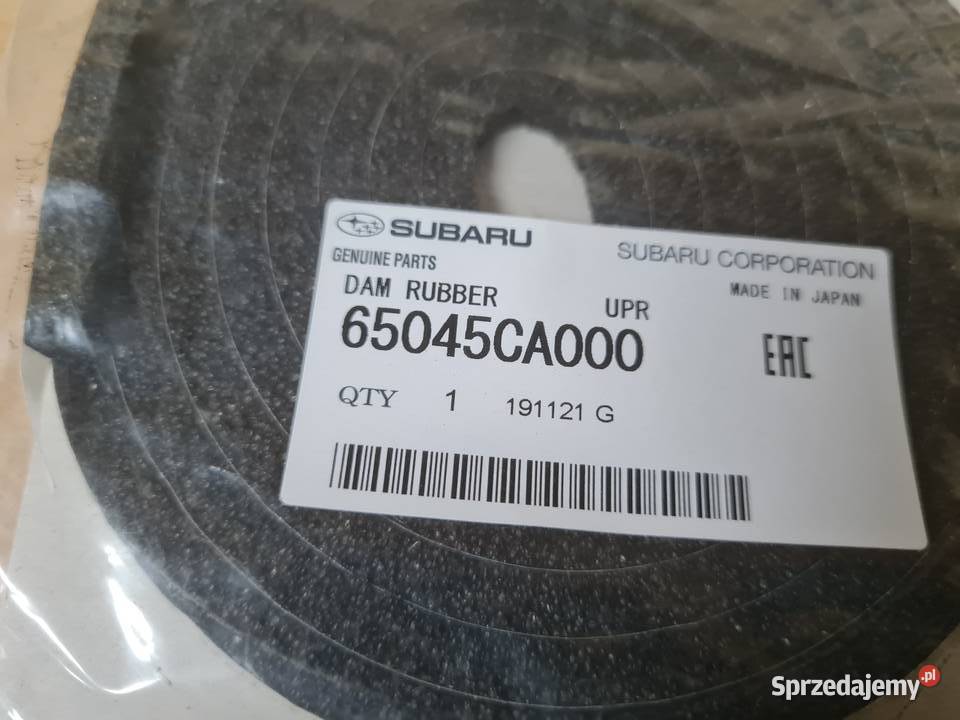 SUBARU
SUBARU CORPORATION
GENUINE PARTS
MADE IN JAPAN
DAM RUBBER
UPR
65045CA000
EAC
QTY 1 191121 G
Sprzedajemy.pl